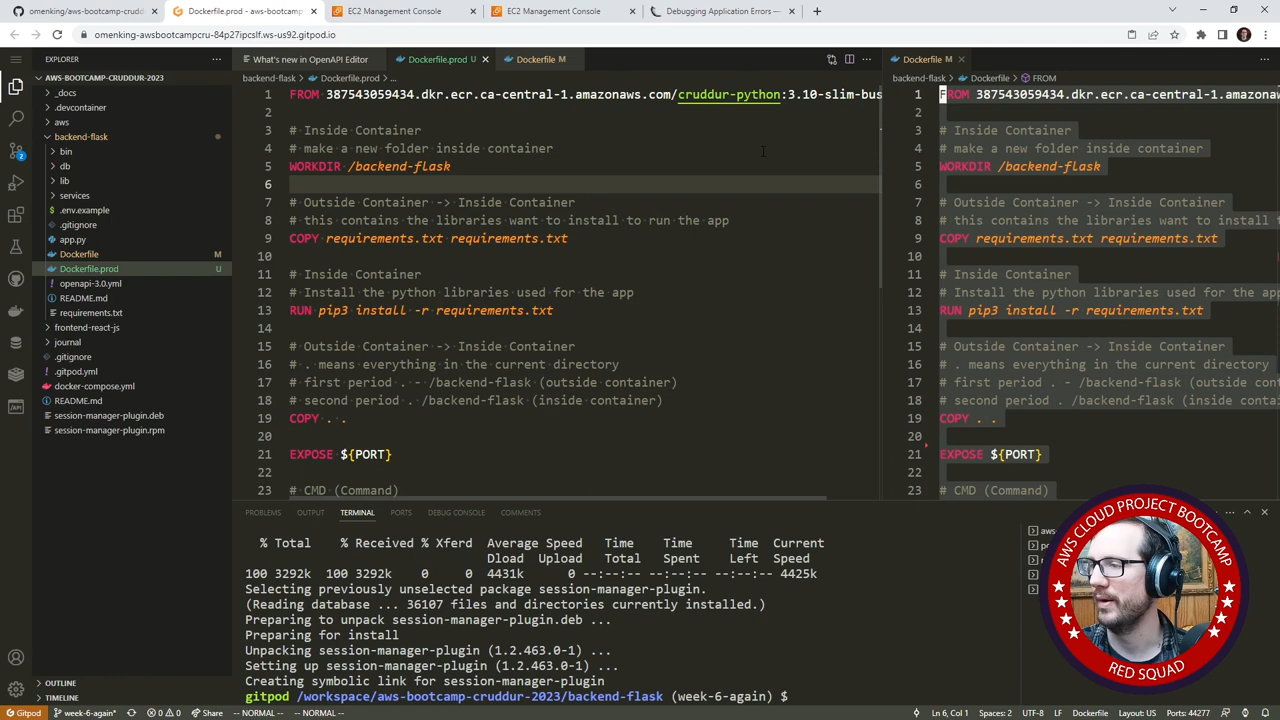 omenking/aws-bootcamp-crudd
Dockerfile.prod - aws-bootcamp
EC2 Management Console
EC2 Management Console
Debugging Application Errors —
omenking-awsbootcampcru-84p27ipcslf.ws-us92.gitpod.io
EXPLORER
What's new in OpenAPI Editor
Dockerfile.prod U
Dockerfile M
Dockerfile M
AWS-BOOTCAMP-CRUDDUR-2023
_docs
.devcontainer
aws
backend-flask
bin
db
lib
services
.env.example
.gitignore
app.py
Dockerfile M
Dockerfile.prod U
openapi-3.0.yml
README.md
requirements.txt
frontend-react-js
journal
.gitignore
.gitpod.yml
docker-compose.yml
README.md
session-manager-plugin.deb
session-manager-plugin.rpm
OUTLINE
TIMELINE
backend-flask > Dockerfile.prod > ...
1 FROM 387543059434.dkr.ecr.ca-central-1.amazonaws.com/cruddur-python:3.10-slim-bus
2
3 # Inside Container
4 # make a new folder inside container
5 WORKDIR /backend-flask
6
7 # Outside Container -> Inside Container
8 # this contains the libraries want to install to run the app
9 COPY requirements.txt requirements.txt
10
11 # Inside Container
12 # Install the python libraries used for the app
13 RUN pip3 install -r requirements.txt
14
15 # Outside Container -> Inside Container
16 # . means everything in the current directory
17 # first period . - /backend-flask (outside container)
18 # second period . /backend-flask (inside container)
19 COPY . .
20
21 EXPOSE ${PORT}
22
23 # CMD (Command)
backend-flask > Dockerfile > FROM
1 FROM 387543059434.dkr.ecr.ca-central-1.amazonaw
2
3 # Inside Container
4 # make a new folder inside container
5 WORKDIR /backend-flask
6
7 # Outside Container -> Inside Container
8 # this contains the libraries want to install t
9 COPY requirements.txt requirements.txt
10
11 # Inside Container
12 # Install the python libraries used for the app
13 RUN pip3 install -r requirements.txt
14
15 # Outside Container -> Inside Container
16 # . means everything in the current directory
17 # first period . - /backend-flask (outside cont
18 # second period . /backend-flask (inside contai
19 COPY . .
20
21 EXPOSE ${PORT}
22
23 # CMD (Command)
PROBLEMS OUTPUT TERMINAL PORTS DEBUG CONSOLE COMMENTS
% Total % Received % Xferd Average Speed Time Time Time Current
Dload Upload Total Spent Left Speed
100 3292k 100 3292k 0 0 4431k 0 --:--:-- --:--:-- --:--:-- 4425k
Selecting previously unselected package session-manager-plugin.
(Reading database ... 36107 files and directories currently installed.)
Preparing to unpack session-manager-plugin.deb ...
Preparing for install
Unpacking session-manager-plugin (1.2.463.0-1) ...
Setting up session-manager-plugin (1.2.463.0-1) ...
Creating symbolic link for session-manager-plugin
gitpod /workspace/aws-bootcamp-cruddur-2023/backend-flask (week-6-again) $
AWS CLOUD PROJECT BOOTCAMP
RED SQUAD
Gitpod week-6-again* 0 0 Share -- NORMAL -- -- NORMAL -- Ln 6, Col 1 Spaces: 2 UTF-8 LF Dockerfile Layout: US Ports: 44277